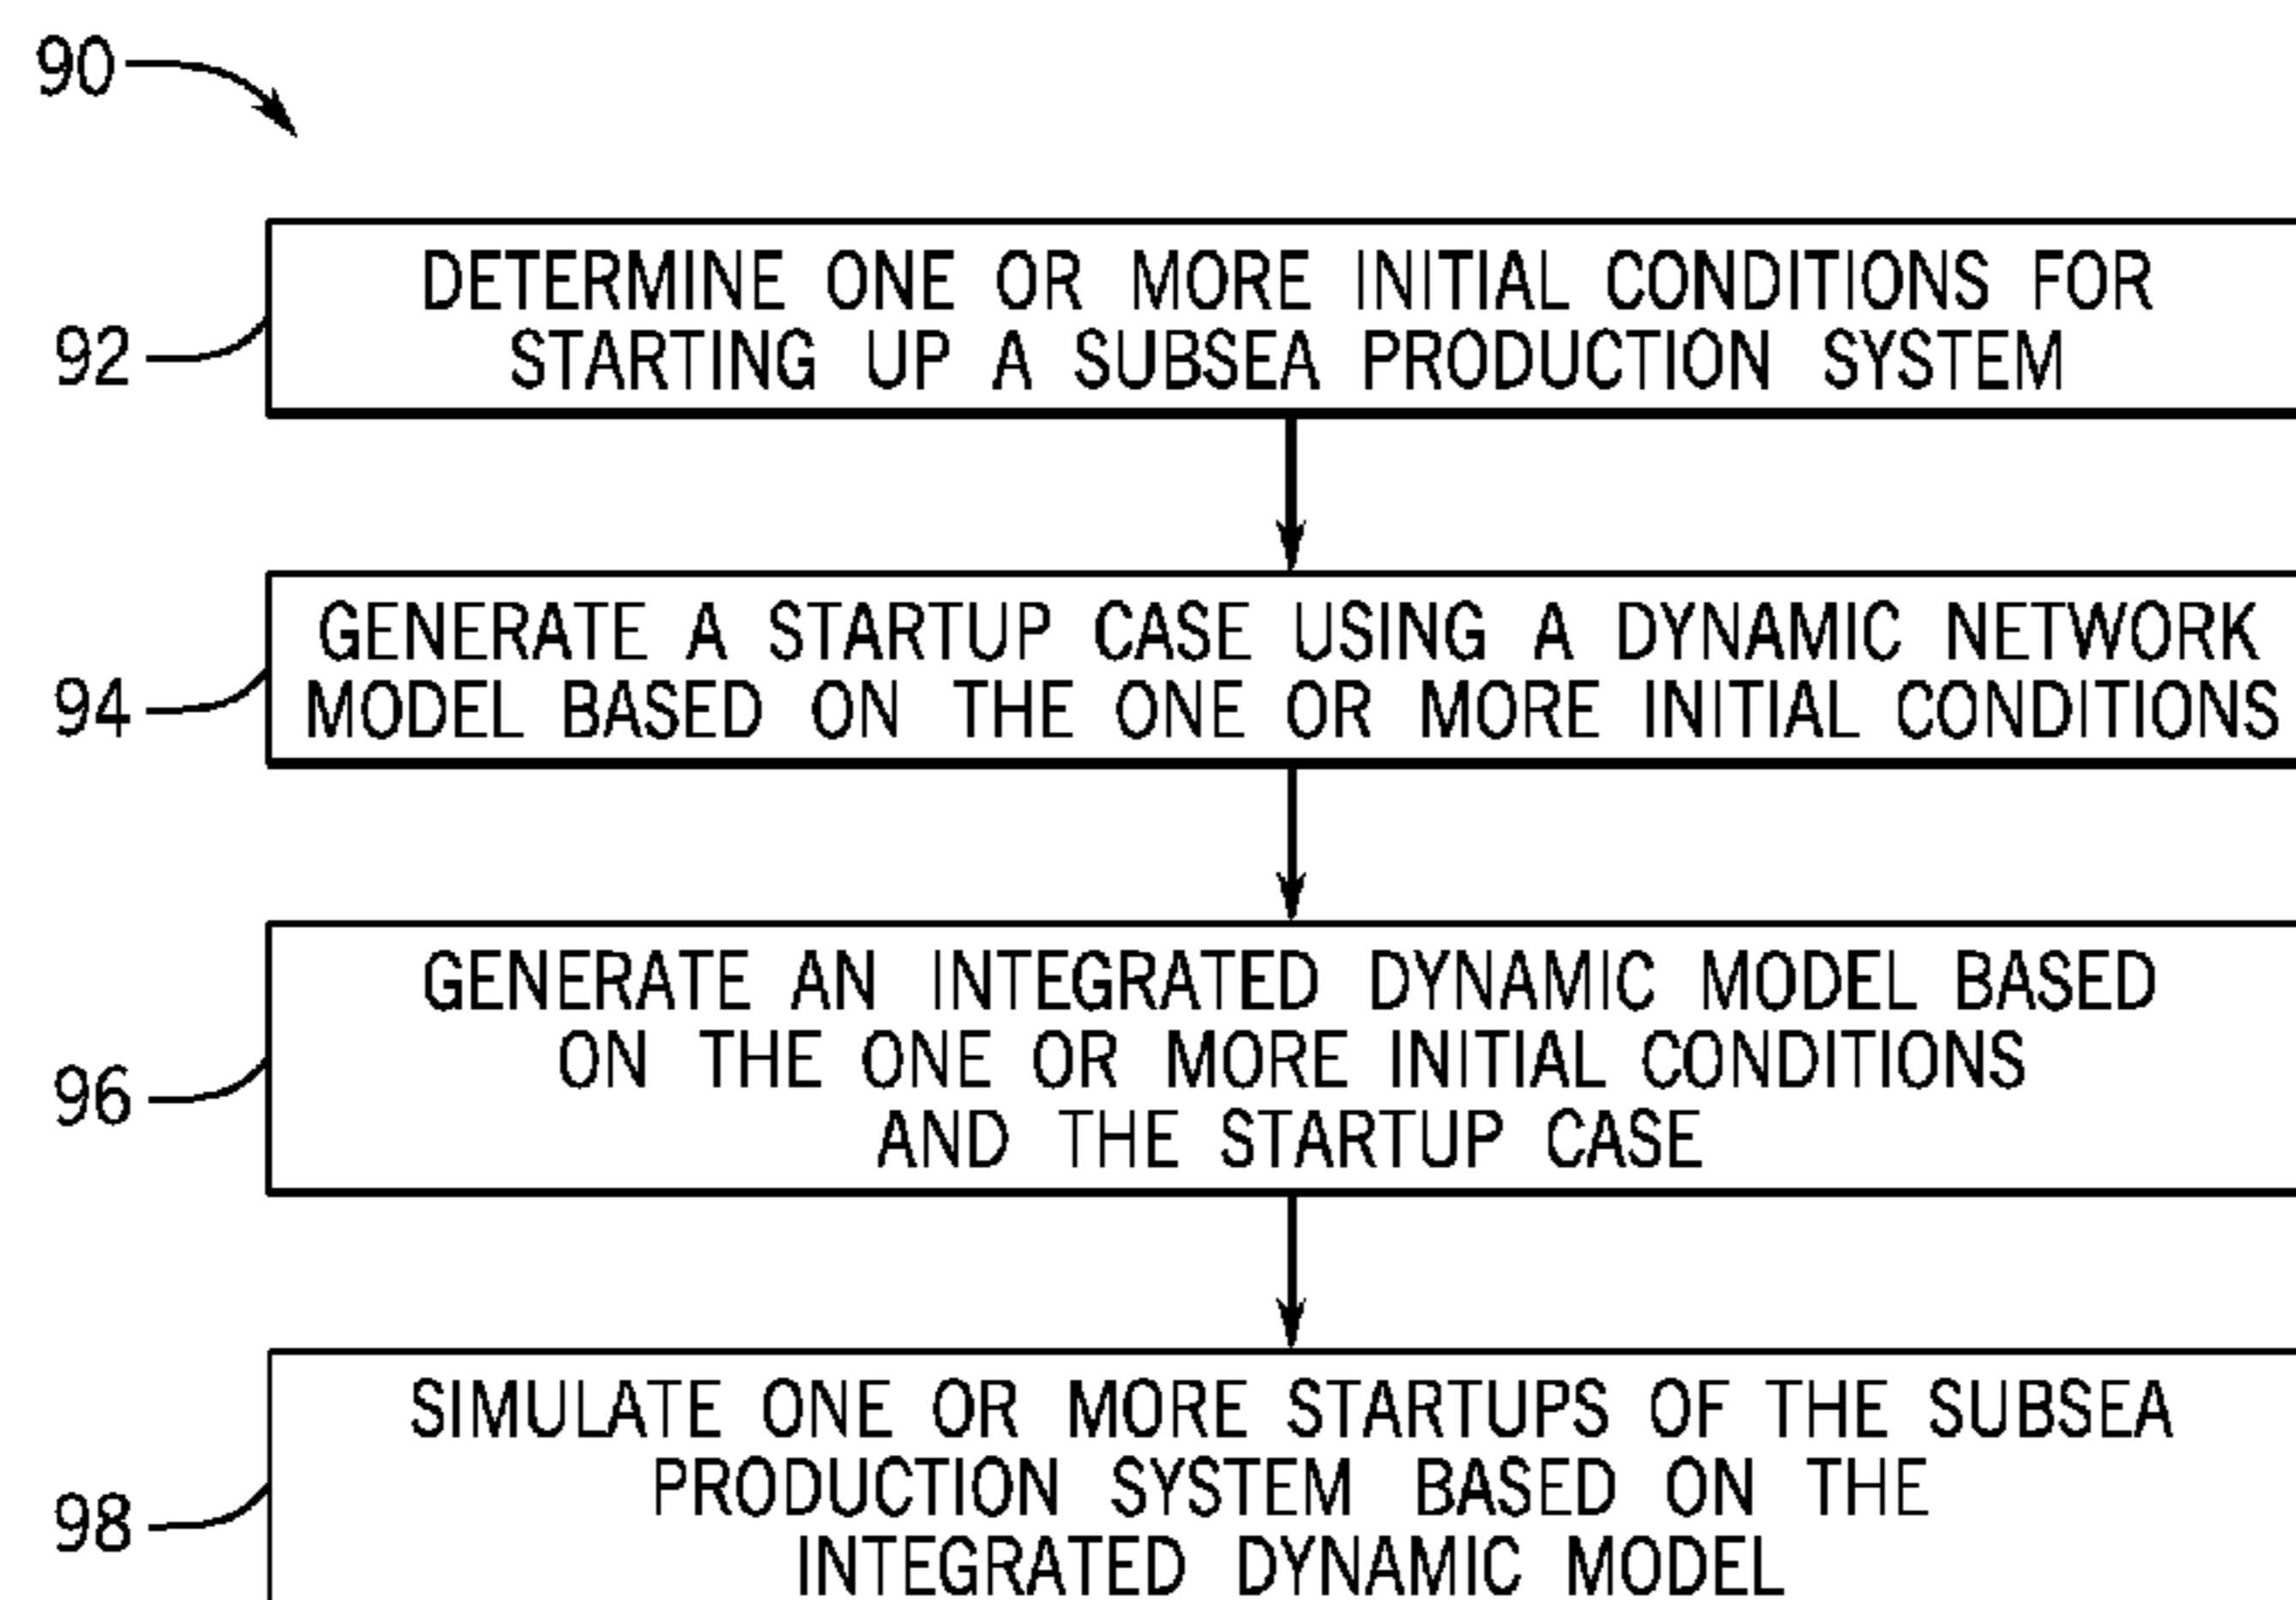 90
DETERMINE ONE OR MORE INITIAL CONDITIONS FOR
STARTING UP A SUBSEA PRODUCTION SYSTEM
92
GENERATE A STARTUP CASE USING A DYNAMIC NETWORK
MODEL BASED ON THE ONE OR MORE INITIAL CONDITIONS
94
GENERATE AN INTEGRATED DYNAMIC MODEL BASED
ON THE ONE OR MORE INITIAL CONDITIONS
AND THE STARTUP CASE
96
SIMULATE ONE OR MORE STARTUPS OF THE SUBSEA
PRODUCTION SYSTEM BASED ON THE
INTEGRATED DYNAMIC MODEL
98